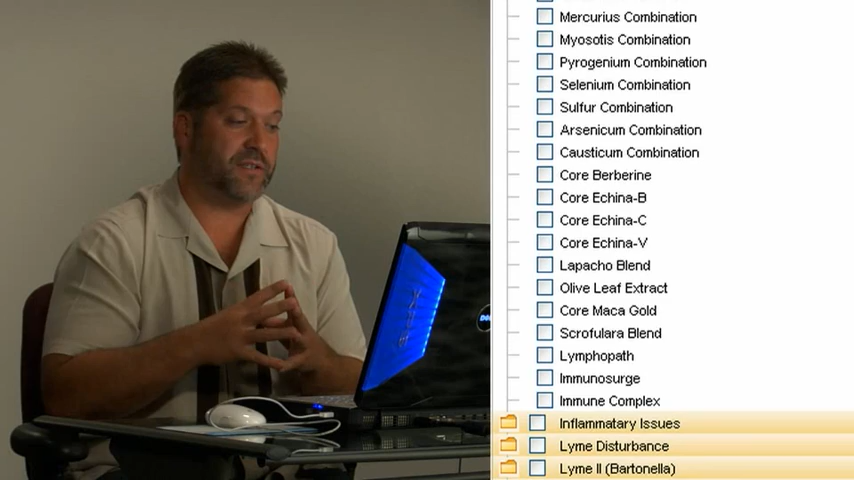 Mercurius Combination
Myosotis Combination
Pyrogenium Combination
Selenium Combination
Sulfur Combination
Arsenicum Combination
Causticum Combination
Core Berberine
Core Echina-B
Core Echina-C
Core Echina-V
Lapacho Blend
Olive Leaf Extract
Core Maca Gold
Scrofulara Blend
Lymphopath
Immunosurge
Immune Complex
Inflammatory Issues
Lyme Disturbance
Lyme II (Bartonella)